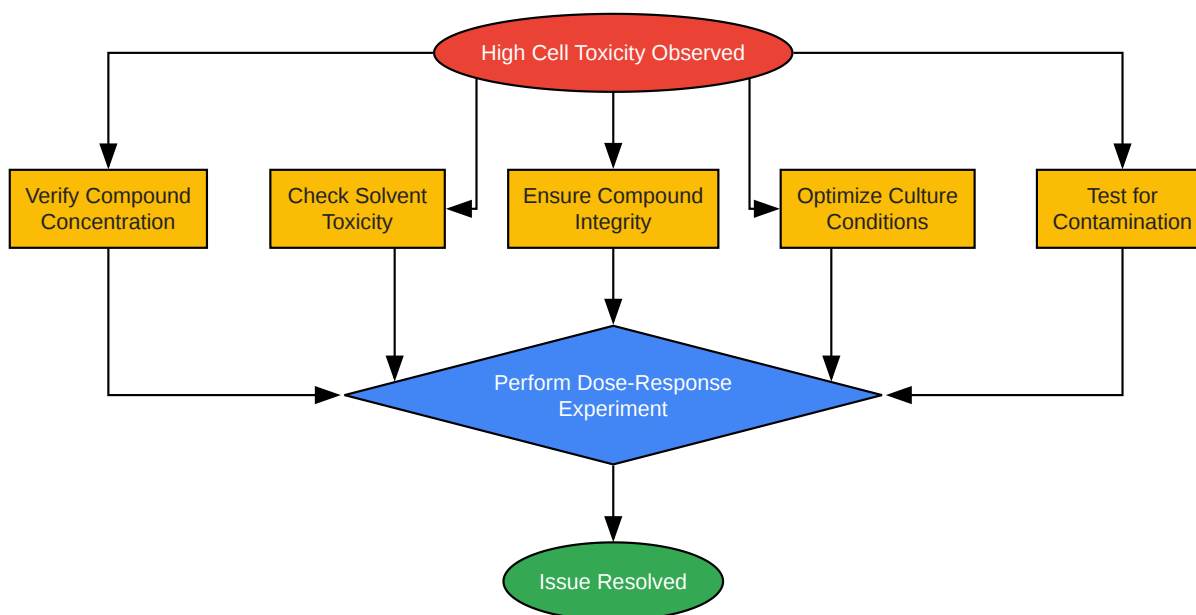 High Cell Toxicity Observed
Verify Compound
Concentration
Check Solvent
Toxicity
Ensure Compound
Integrity
Optimize Culture
Conditions
Test for
Contamination
Perform Dose-Response
Experiment
Issue Resolved